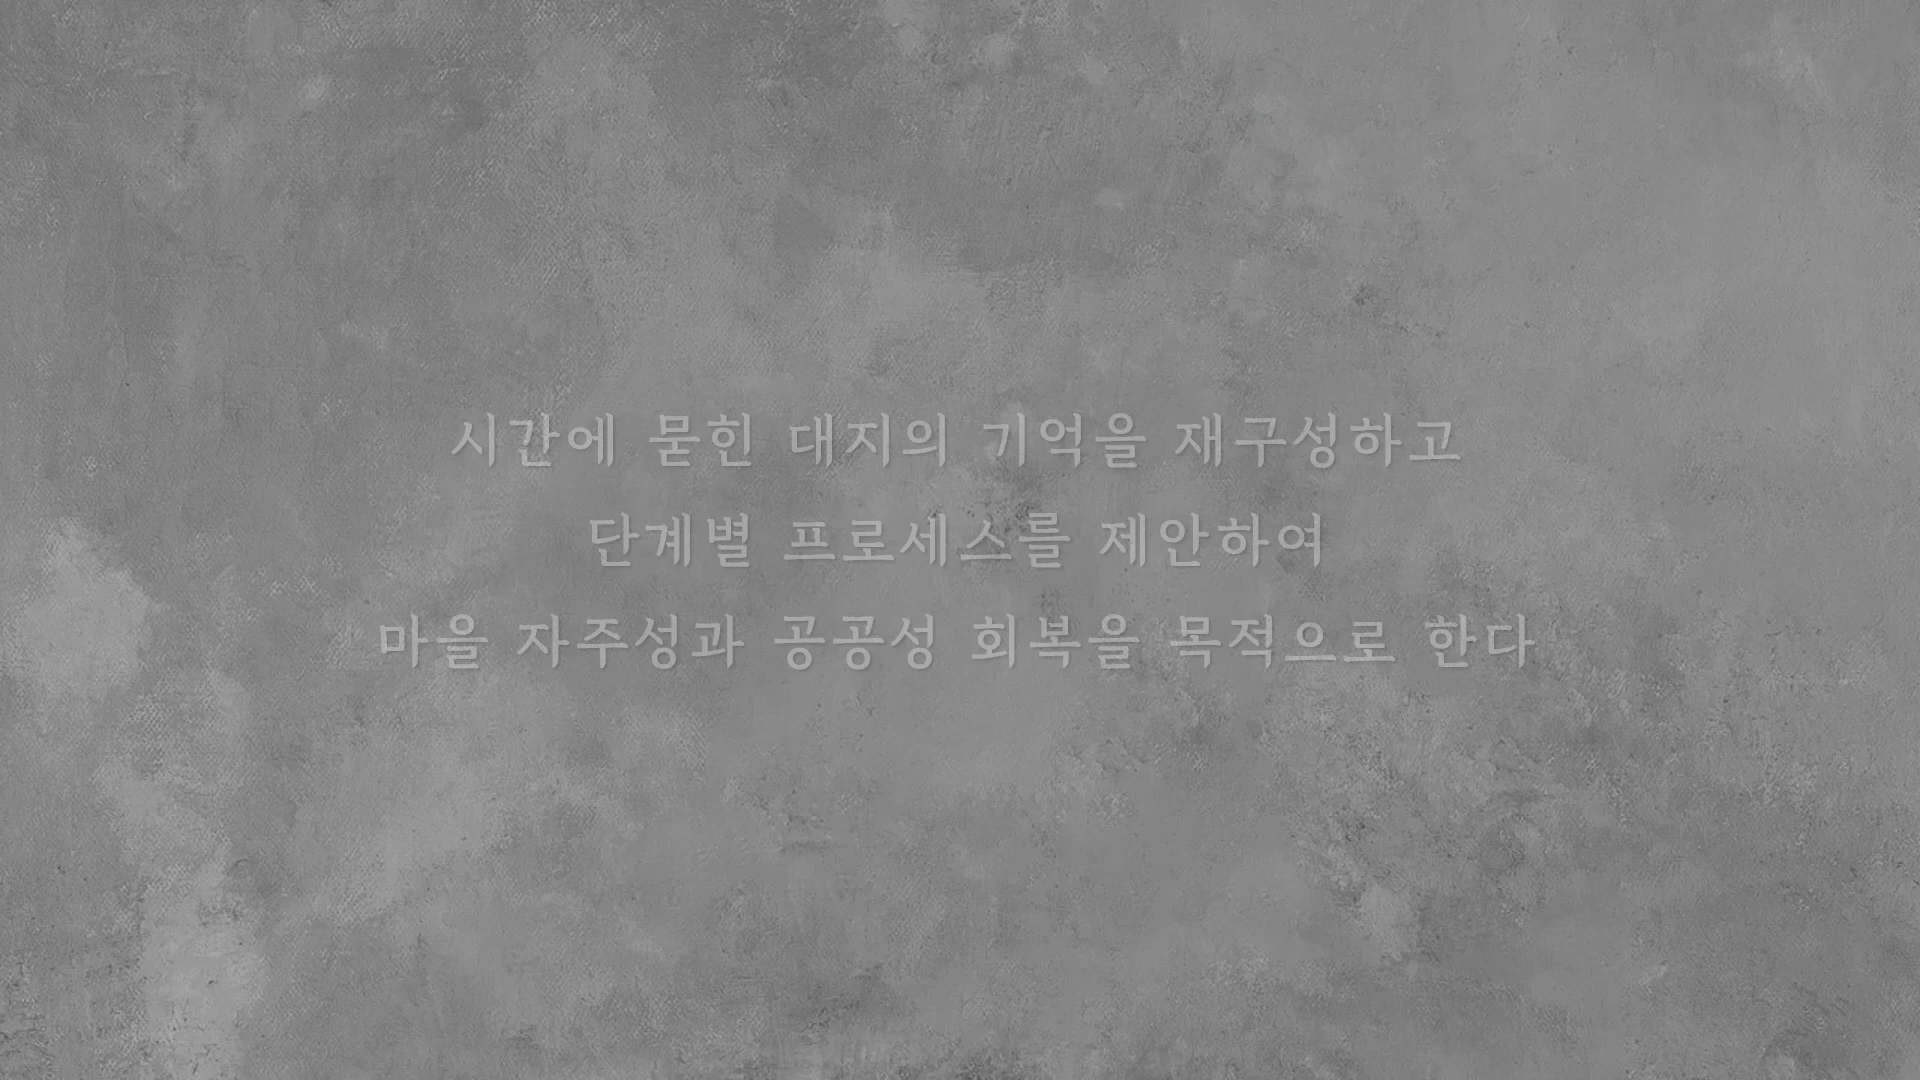 시간에 묻힌 대지의 기억을 재구성하고
단계별 프로세스를 제안하여
마을 자주성과 공공성 회복을 목적으로 한다